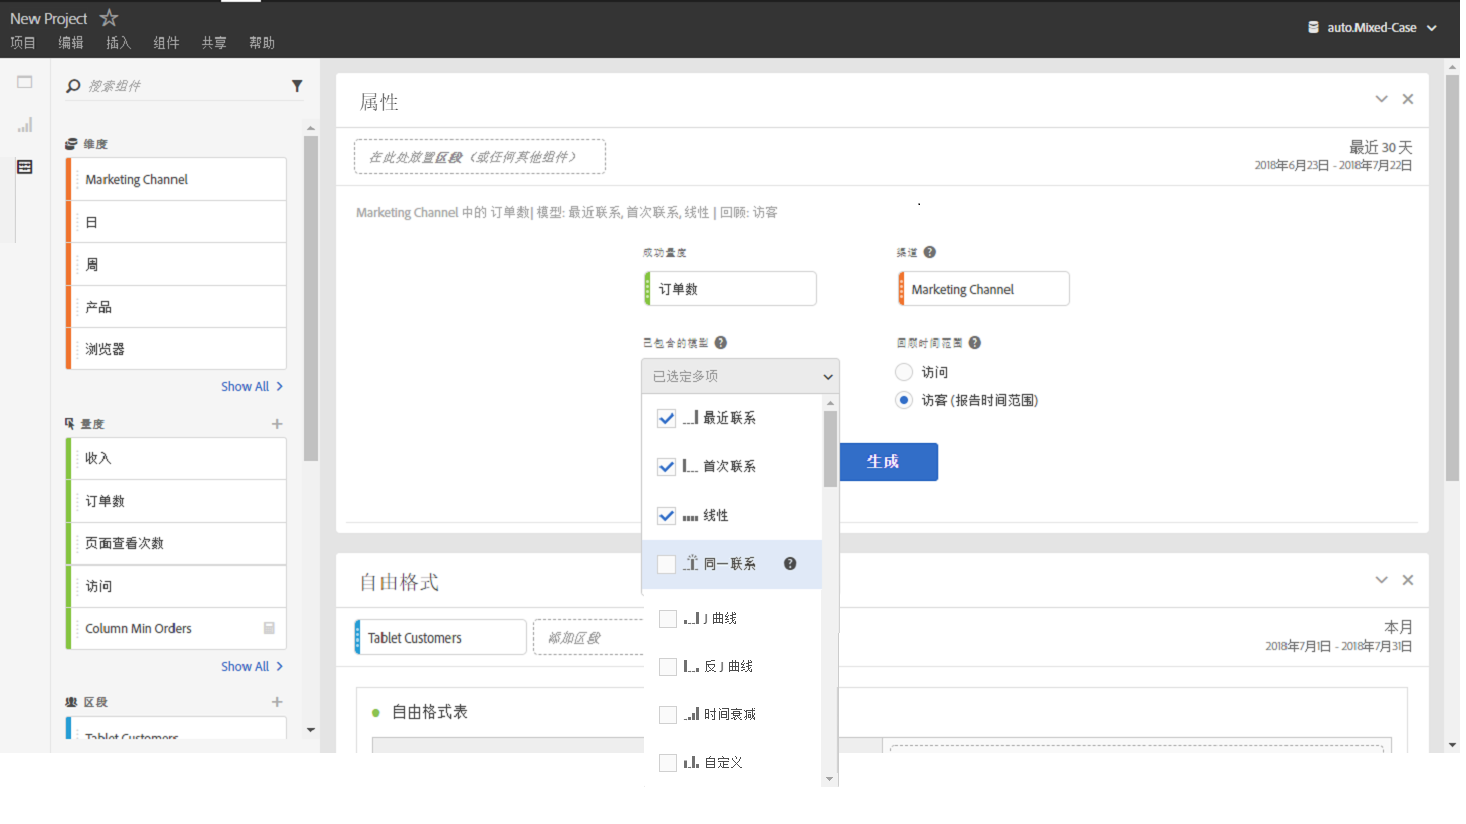 New Project
项目 编辑 插入 组件 共享 帮助
auto.Mixed-Case
搜索组件
维度
Marketing Channel
日
周
产品
浏览器
Show All
量度
收入
订单数
页面查看次数
访问
Column Min Orders
Show All
区段
Tablet Customers
属性
在此处放置区段（或任何其他组件）
最近 30 天
2018年6月23日 - 2018年7月22日
Marketing Channel 中的 订单数| 模型: 最近联系, 首次联系, 线性 | 回顾: 访客
成功量度
订单数
渠道
Marketing Channel
已包含的模型
已选定多项
最近联系
首次联系
线性
同一联系
J 曲线
反 J 曲线
时间衰减
自定义
回顾时间范围
访问
访客 (报告时间范围)
生成
自由格式
Tablet Customers
添加区段
本月
2018年7月1日 - 2018年7月31日
自由格式表